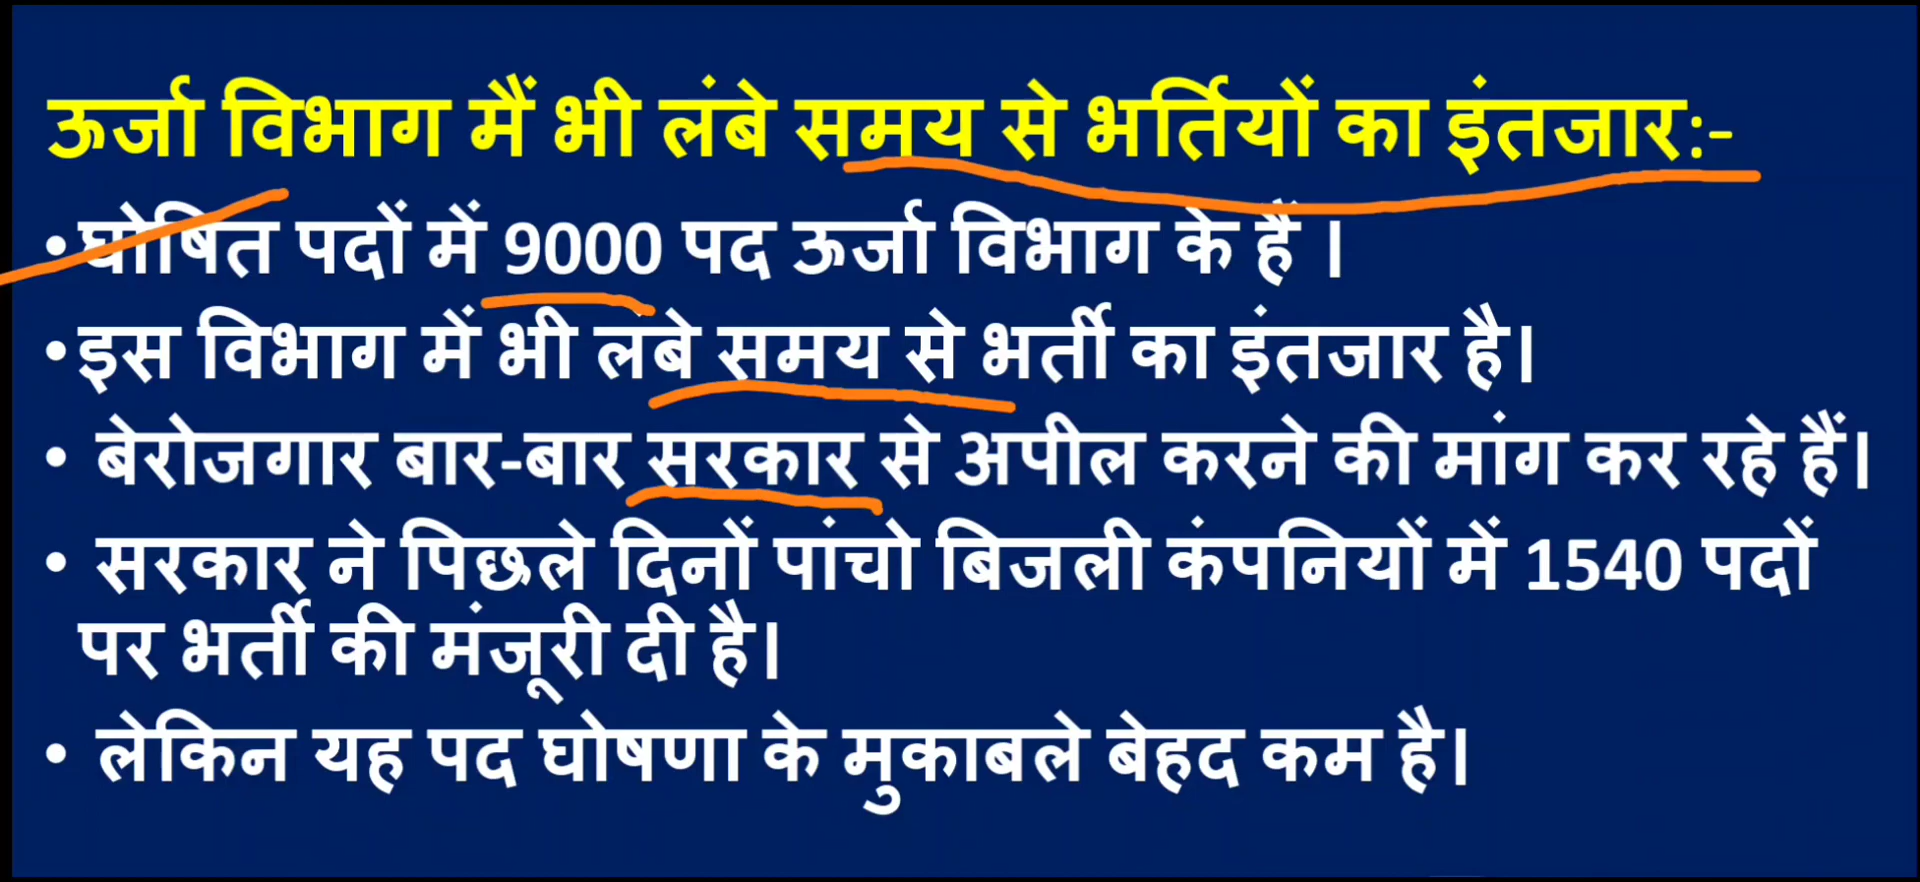 ऊर्जा विभाग मैं भी लंबे समय से भर्तियों का इंतजार:-
•घोषित पदों में 9000 पद ऊर्जा विभाग के हैं ।
•इस विभाग में भी लंबे समय से भर्ती का इंतजार है।
• बेरोजगार बार-बार सरकार से अपील करने की मांग कर रहे हैं।
• सरकार ने पिछले दिनों पांचो बिजली कंपनियों में 1540 पदों
पर भर्ती की मंजूरी दी है।
• लेकिन यह पद घोषणा के मुकाबले बेहद कम है।